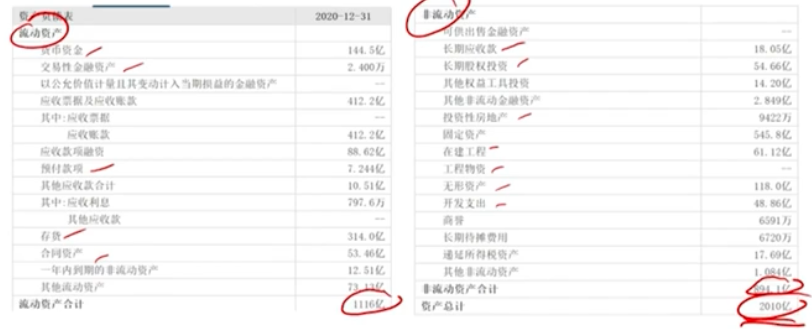 资产负债表 2020-12-31
流动资产
货币资金 144.5亿
交易性金融资产 2.400万
以公允价值计量且其变动计入当期损益的金融资产 --
应收票据及应收账款 412.2亿
其中:应收票据 --
应收账款 412.2亿
应收款项融资 88.62亿
预付款项 7.244亿
其他应收款合计 10.51亿
其中:应收利息 797.6万
其他应收款 --
存货 314.0亿
合同资产 53.46亿
一年内到期的非流动资产 12.51亿
其他流动资产 73.13亿
流动资产合计 1116亿
非流动资产
可供出售金融资产 --
长期应收款 18.05亿
长期股权投资 54.66亿
其他权益工具投资 14.20亿
其他非流动金融资产 2.849亿
投资性房地产 9422万
固定资产 545.8亿
在建工程 61.12亿
工程物资 --
无形资产 118.0亿
开发支出 48.86亿
商誉 6591万
长期待摊费用 6720万
递延所得税资产 17.69亿
其他非流动资产 1.084亿
非流动资产合计 894.1亿
资产总计 2010亿